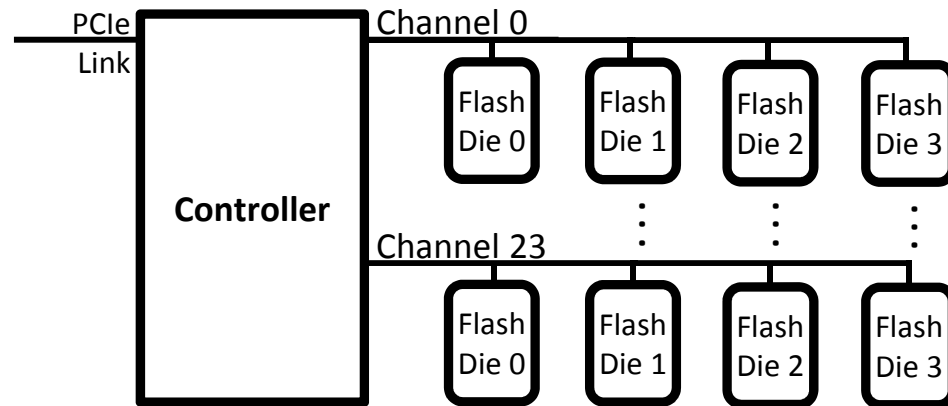 PCIe
Link
Controller
Channel 0
Flash
Die 0
Flash
Die 1
Flash
Die 2
Flash
Die 3
Channel 23
Flash
Die 0
Flash
Die 1
Flash
Die 2
Flash
Die 3